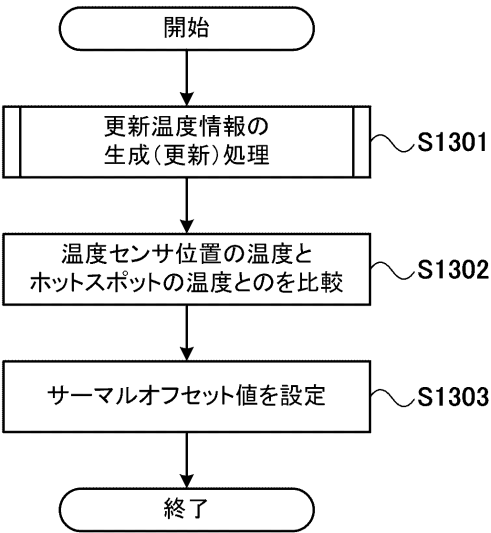 開始
更新温度情報の
生成(更新)処理
S1301
温度センサ位置の温度と
ホットスポットの温度とのを比較
S1302
サーマルオフセット値を設定
S1303
終了